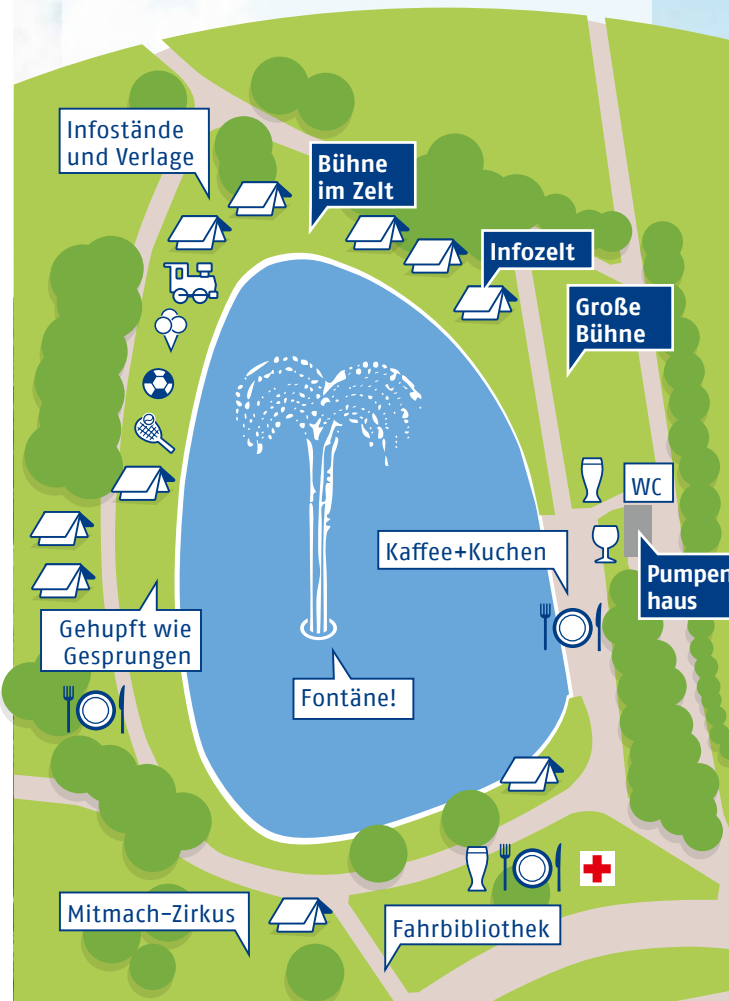 Infostände
und Verlage
Bühne
im Zelt
Infozelt
Große
Bühne
WC
Kaffee+Kuchen
Pumpen
haus
Gehupft wie
Gesprungen
Fontäne!
Mitmach-Zirkus
Fahrbibliothek